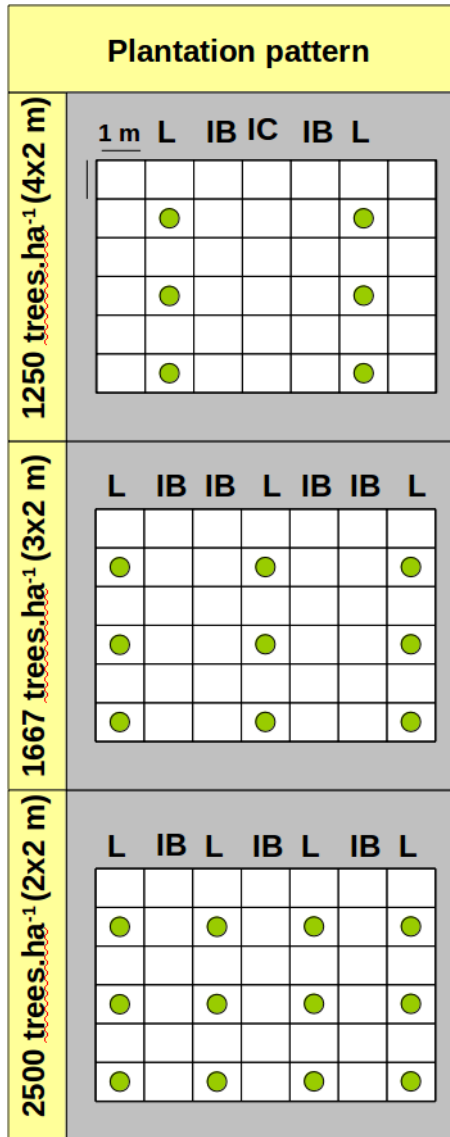 Plantation pattern
1250 trees.ha⁻¹ (4x2 m)
1 m L IB IC IB L
1667 trees.ha⁻¹ (3x2 m)
L IB IB L IB IB L
2500 trees.ha⁻¹ (2x2 m)
L IB L IB L IB L